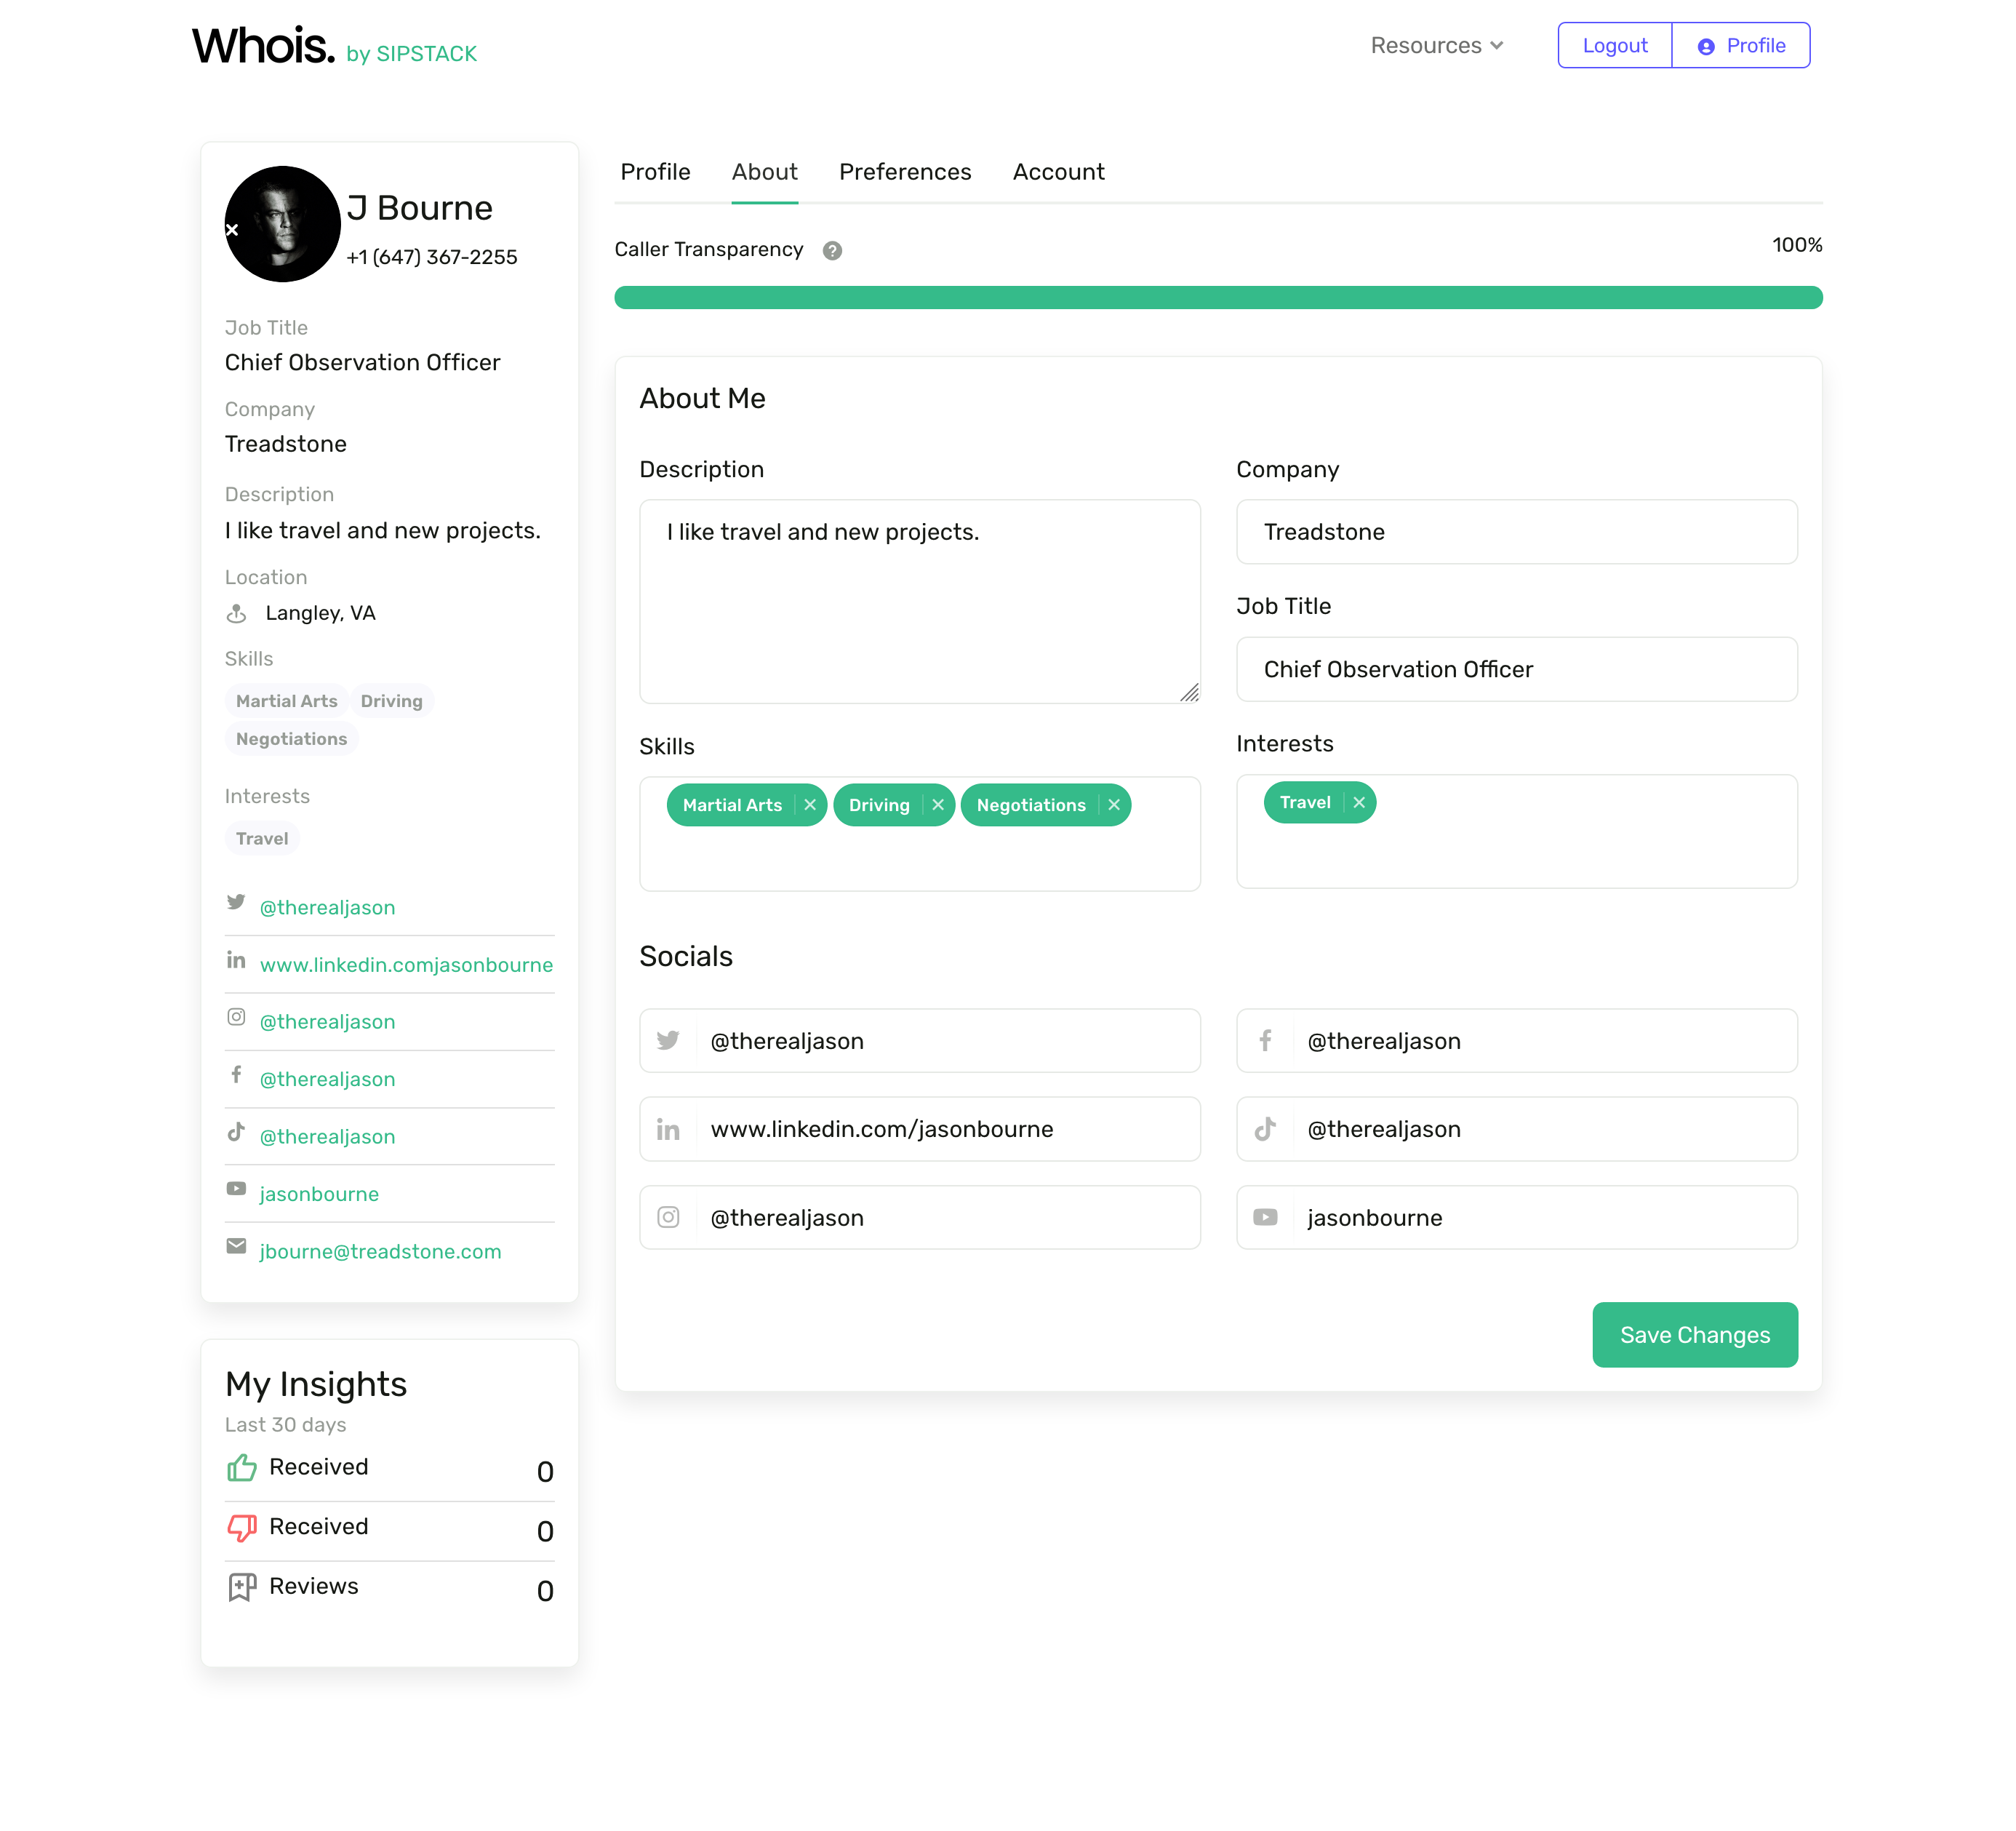 Whois. by SIPSTACK
Resources
Logout
Profile
J Bourne
+1 (647) 367-2255
Job Title
Chief Observation Officer
Company
Treadstone
Description
I like travel and new projects.
Location
Langley, VA
Skills
Martial Arts Driving
Negotiations
Interests
Travel
@therealjason
www.linkedin.comjasonbourne
@therealjason
@therealjason
@therealjason
jasonbourne
jbourne@treadstone.com
My Insights
Last 30 days
Received 0
Received 0
Reviews 0
Profile About Preferences Account
Caller Transparency ? 100%
About Me
Description
I like travel and new projects.
Company
Treadstone
Job Title
Chief Observation Officer
Skills
Martial Arts Driving Negotiations
Interests
Travel
Socials
@therealjason
@therealjason
www.linkedin.com/jasonbourne
@therealjason
@therealjason
jasonbourne
Save Changes